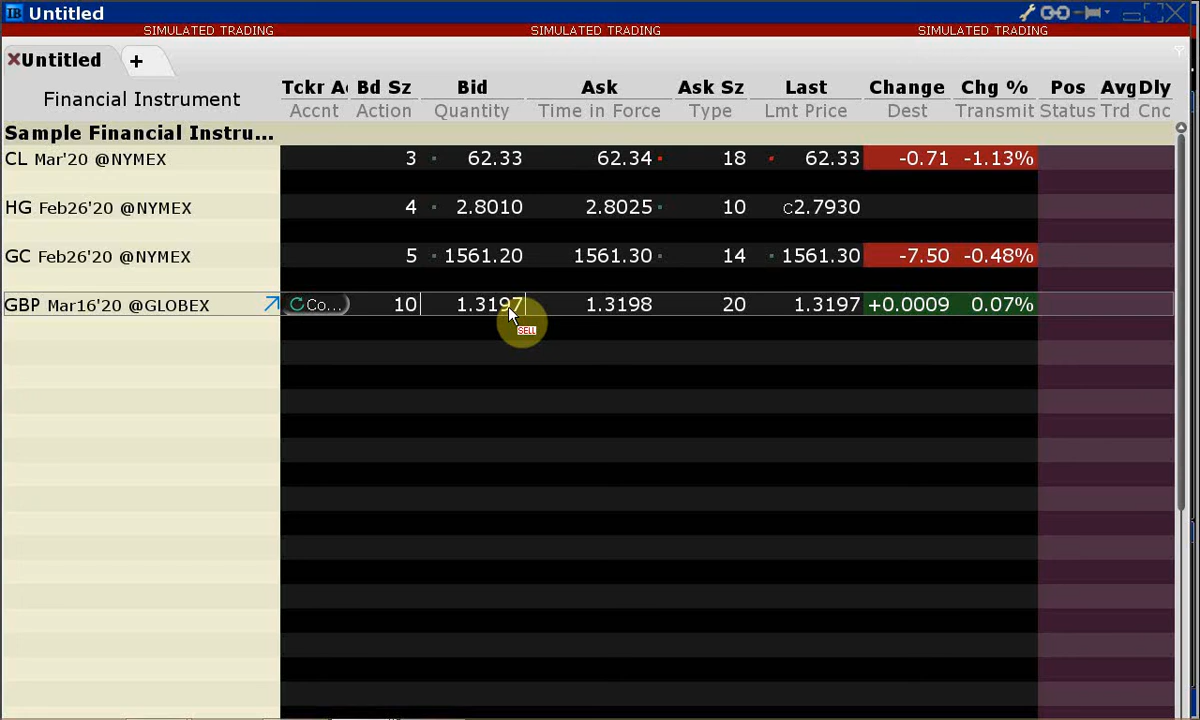 IB Untitled
SIMULATED TRADING SIMULATED TRADING SIMULATED TRADING
Untitled +
Tckr Ac Bd Sz Bid Ask Ask Sz Last Change Chg % Pos Avg Dly
Financial Instrument Accnt Action Quantity Time in Force Type Lmt Price Dest Transmit Status Trd Cnc
Sample Financial Instru...
CL Mar'20 @NYMEX 3 62.33 62.34 18 62.33 -0.71 -1.13%
HG Feb26'20 @NYMEX 4 2.8010 2.8025 10 C2.7930
GC Feb26'20 @NYMEX 5 1561.20 1561.30 14 1561.30 -7.50 -0.48%
GBP Mar16'20 @GLOBEX Co... 10 1.3197 1.3198 20 1.3197 +0.0009 0.07%
SELL